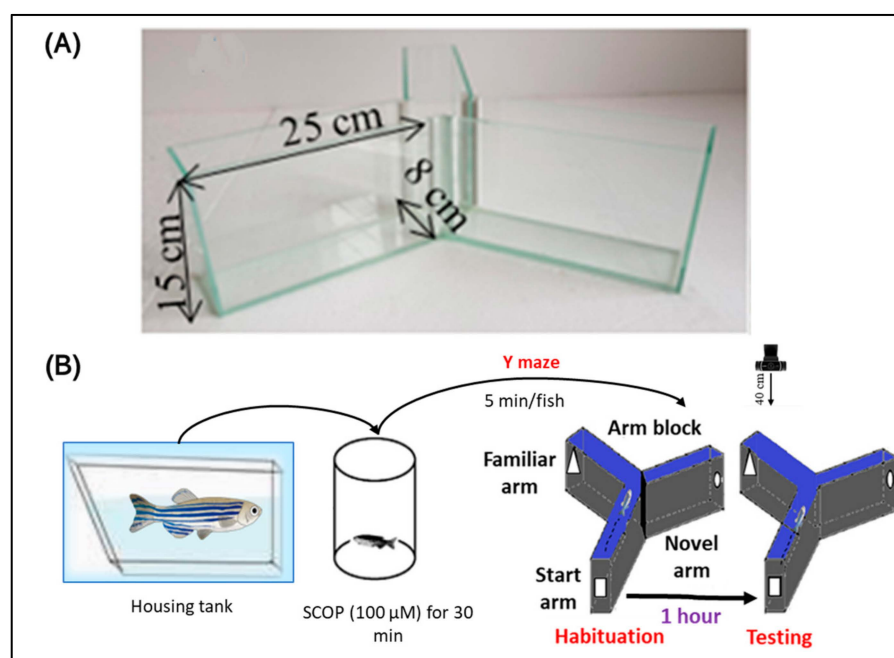 (A)
25 cm
8 cm
15 cm
(B)
Y maze
5 min/fish
40 cm
Arm block
Familiar
arm
Novel
arm
Start
arm
Housing tank
SCOP (100 μM) for 30
min
1 hour
Habituation
Testing